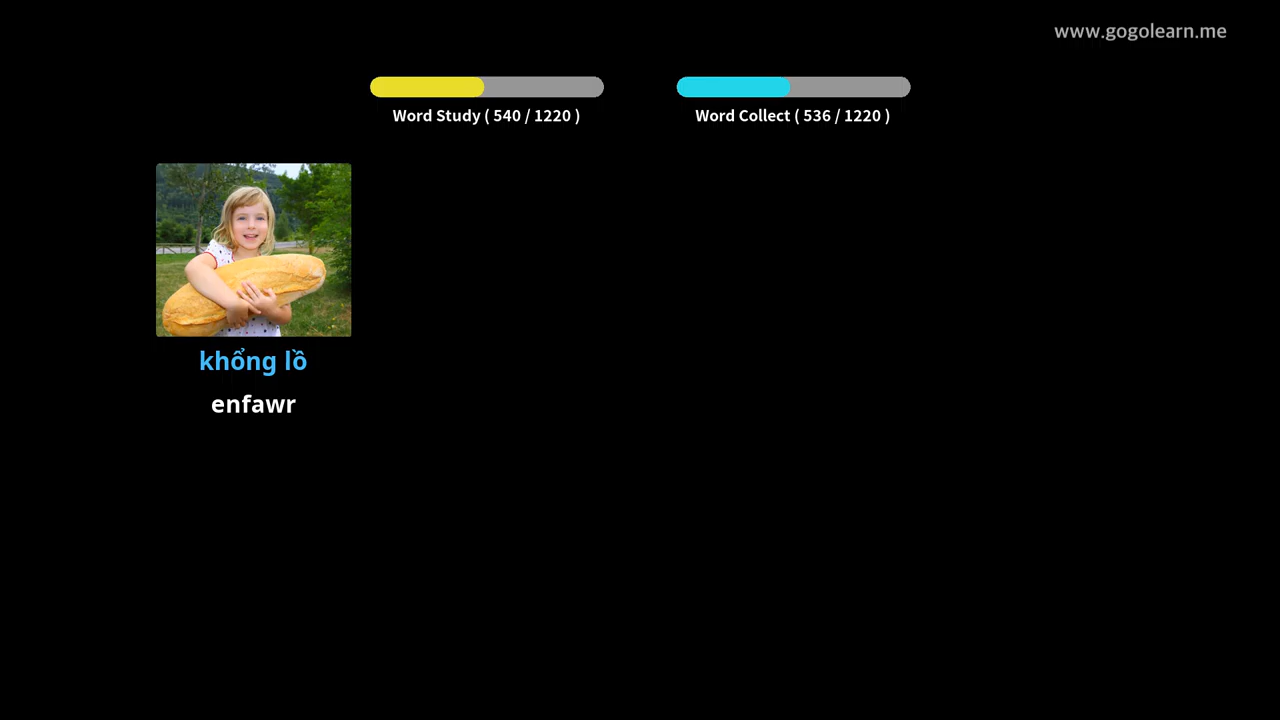 www.gogolearn.me
Word Study ( 540 / 1220 )
Word Collect ( 536 / 1220 )
khổng lồ
enfawr